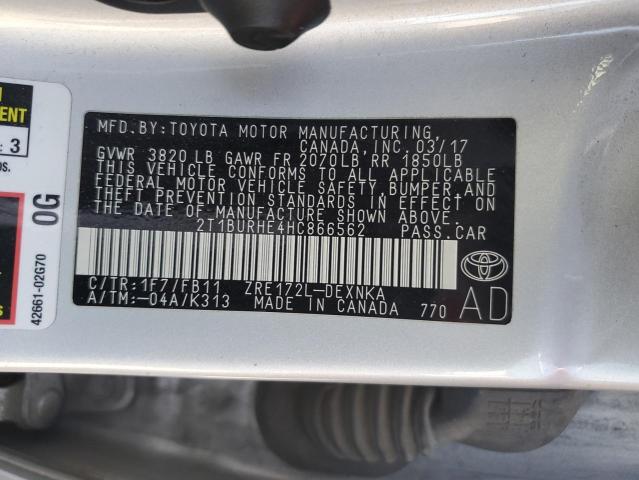 MENT
: 3
OS.
0G
42661-02G70
MFD.BY:TOYOTA MOTOR MANUFACTURING,
CANADA, INC. 03/17
GVWR 3820 LB GAWR FR 2070LB RR 1850LB
THIS VEHICLE CONFORMS TO ALL APPLICABLE
FEDERAL MOTOR VEHICLE SAFETY, BUMPER, AND
THEFT PREVENTION STANDARDS IN EFFECT ON
THE DATE OF MANUFACTURE SHOWN ABOVE.
2T1BURHE4HC866562 PASS.CAR
C/TR:1F7/FB11 ZRE172L-DEXNKA
A/TM:-04A/K313 MADE IN CANADA 770
AD